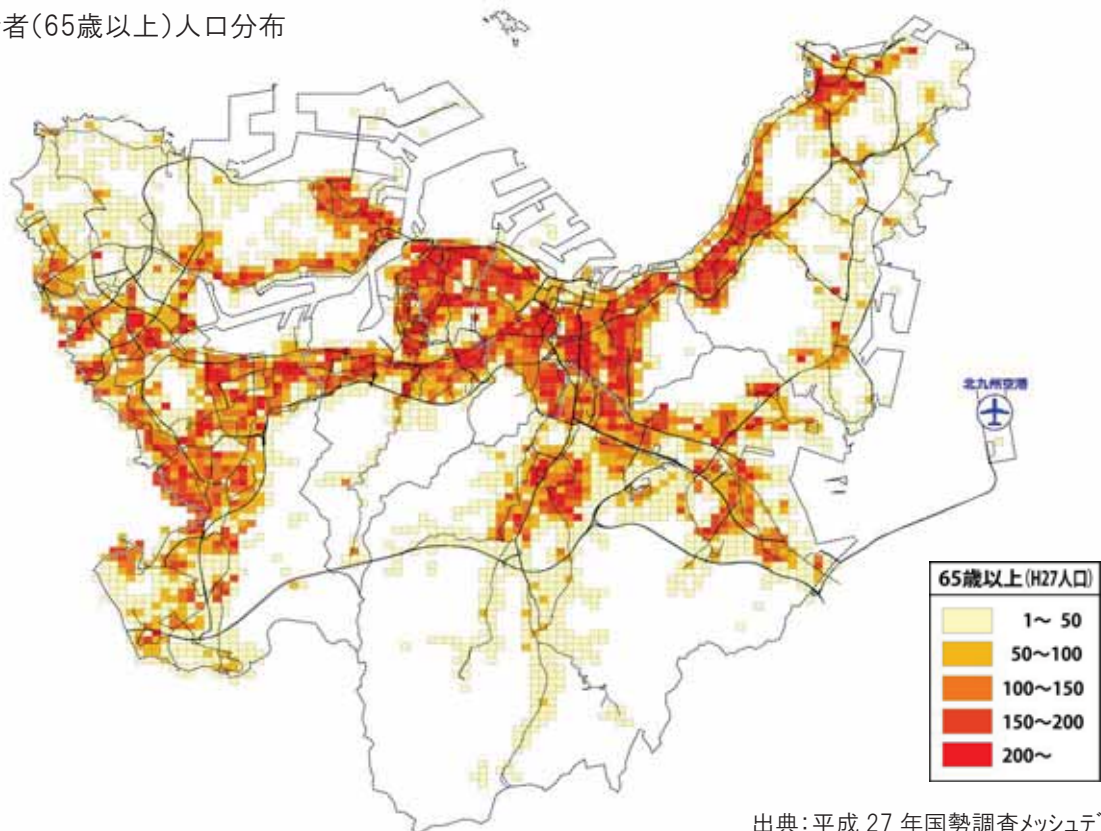 者(65歳以上)人口分布
北九州空港
65歳以上(H27人口)
1～ 50
50～100
100～150
150～200
200～
出典:平成 27 年国勢調査メッシュデ